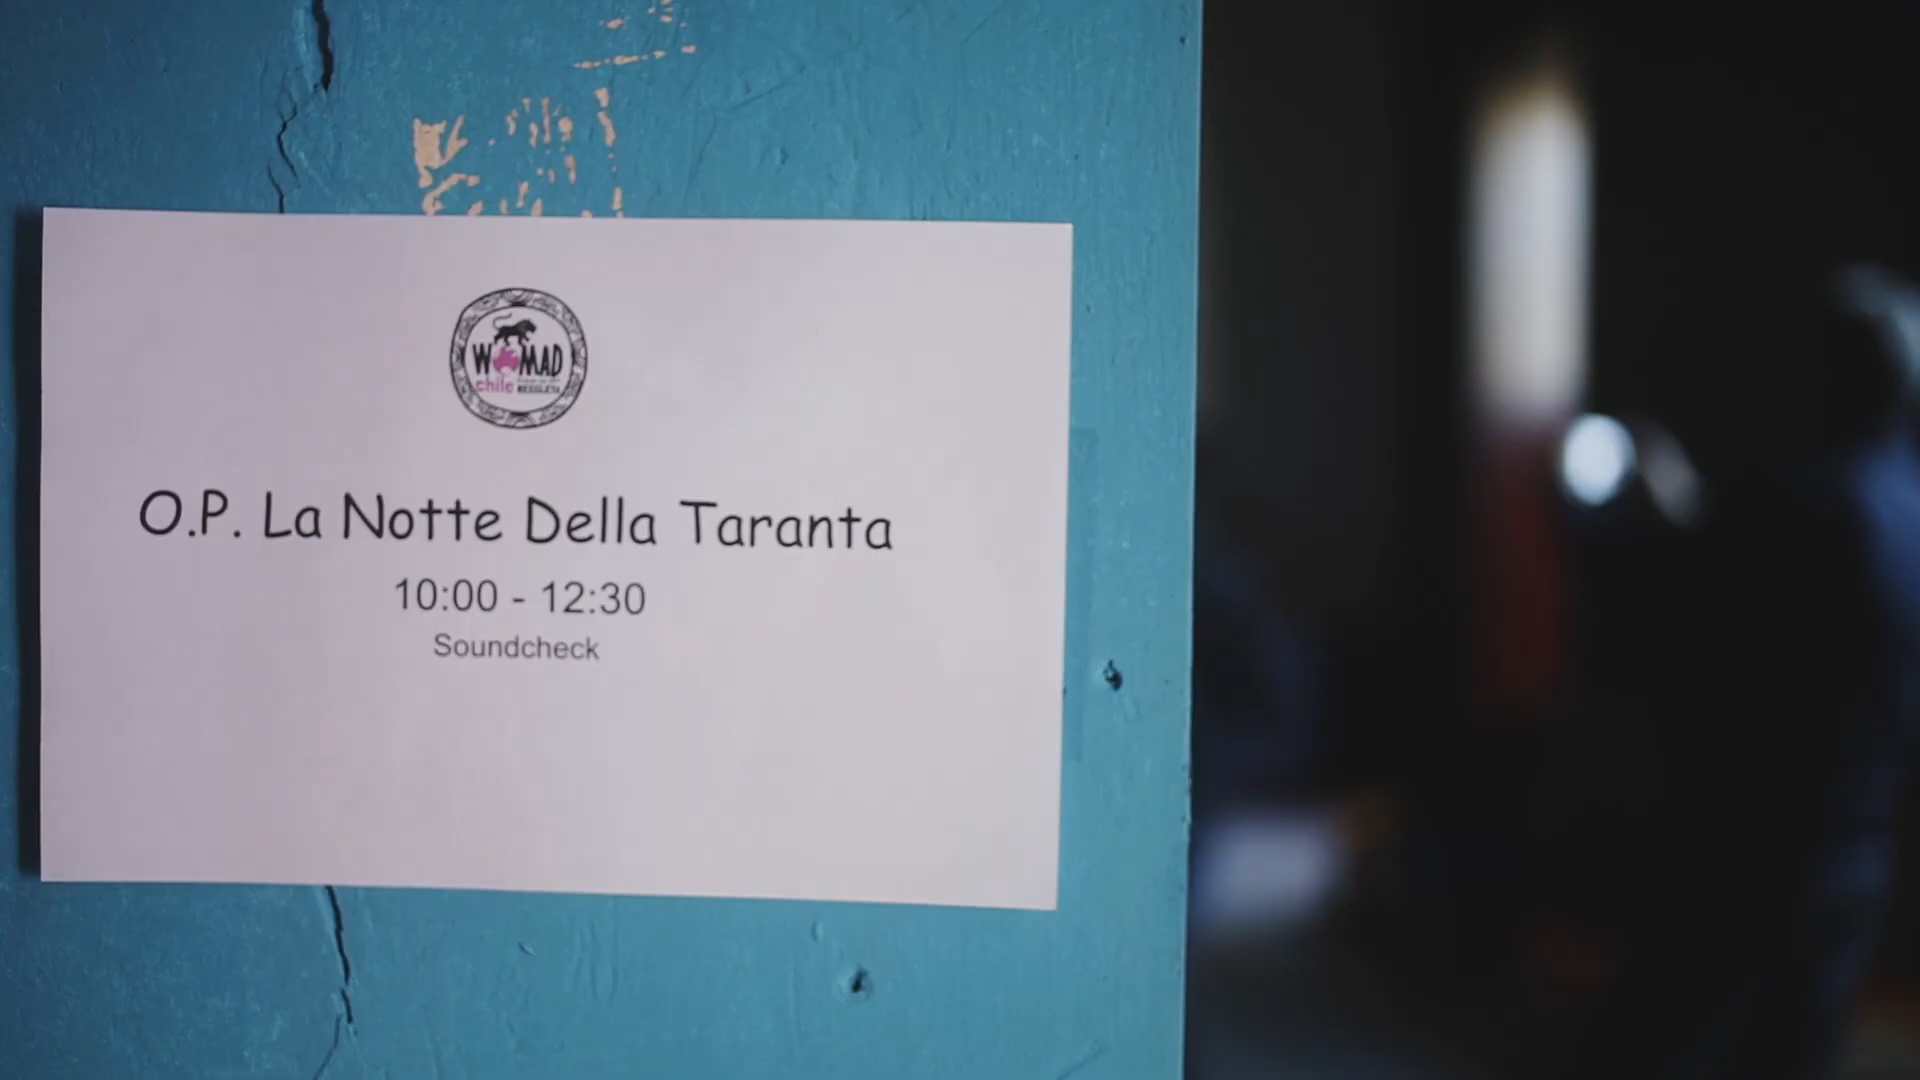 WOMAD
chile
O.P. La Notte Della Taranta
10:00 - 12:30
Soundcheck